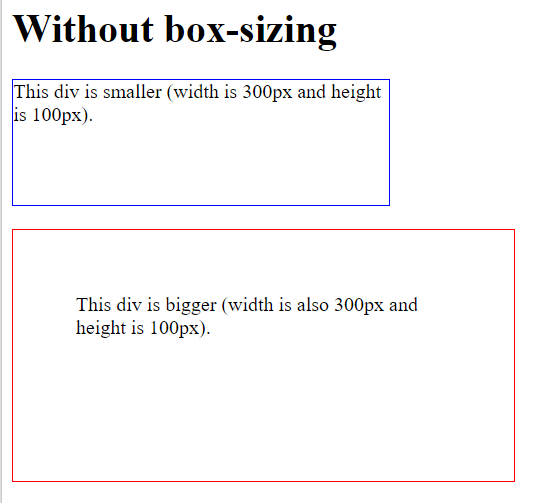 Without box-sizing
This div is smaller (width is 300px and height
is 100px).
This div is bigger (width is also 300px and
height is 100px).